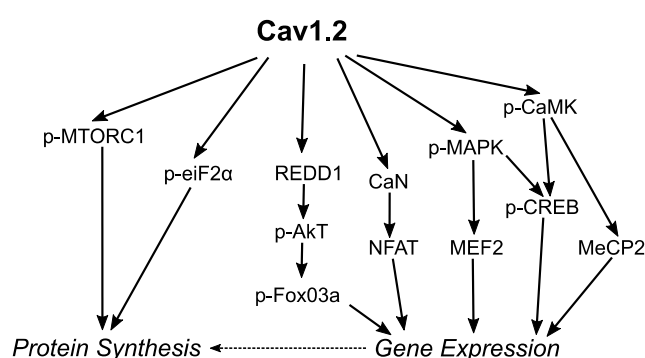 Cav1.2
p-CaMK
p-MTORC1
p-MAPK
p-eiF2α
REDD1
CaN
p-CREB
p-AkT
NFAT
MEF2
MeCP2
p-Fox03a
Protein Synthesis
Gene Expression